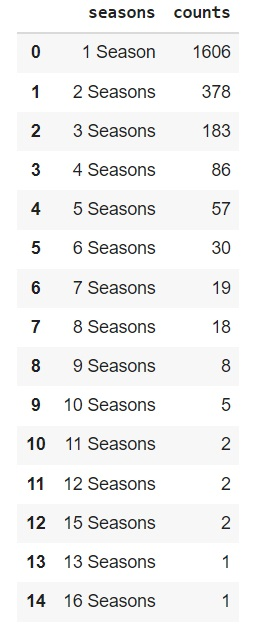 seasons counts
0 1 Season 1606
1 2 Seasons 378
2 3 Seasons 183
3 4 Seasons 86
4 5 Seasons 57
5 6 Seasons 30
6 7 Seasons 19
7 8 Seasons 18
8 9 Seasons 8
9 10 Seasons 5
10 11 Seasons 2
11 12 Seasons 2
12 15 Seasons 2
13 13 Seasons 1
14 16 Seasons 1